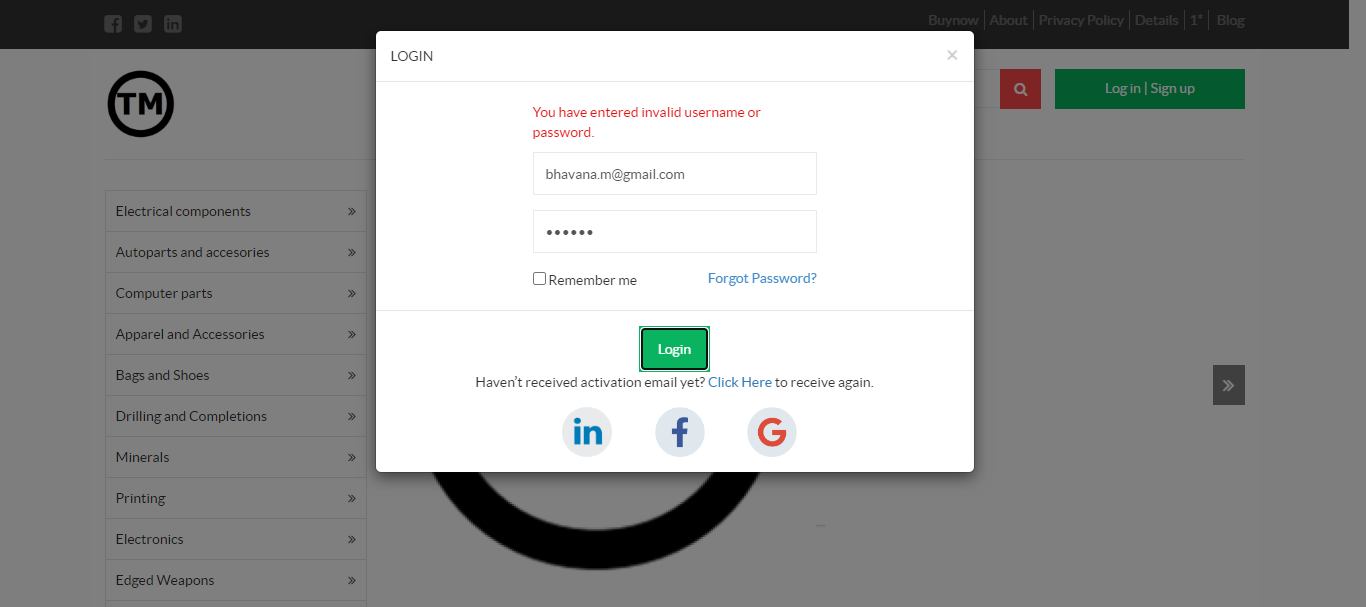 Buynow About Privacy Policy Details 1" Blog
LOGIN ×
TM
Log in | Sign up
You have entered invalid username or
password.
bhavana.m@gmail.com
••••••
Remember me Forgot Password?
Login
Haven't received activation email yet? Click Here to receive again.
in f G
Electrical components
Autoparts and accesories
Computer parts
Apparel and Accessories
Bags and Shoes
Drilling and Completions
Minerals
Printing
Electronics
Edged Weapons